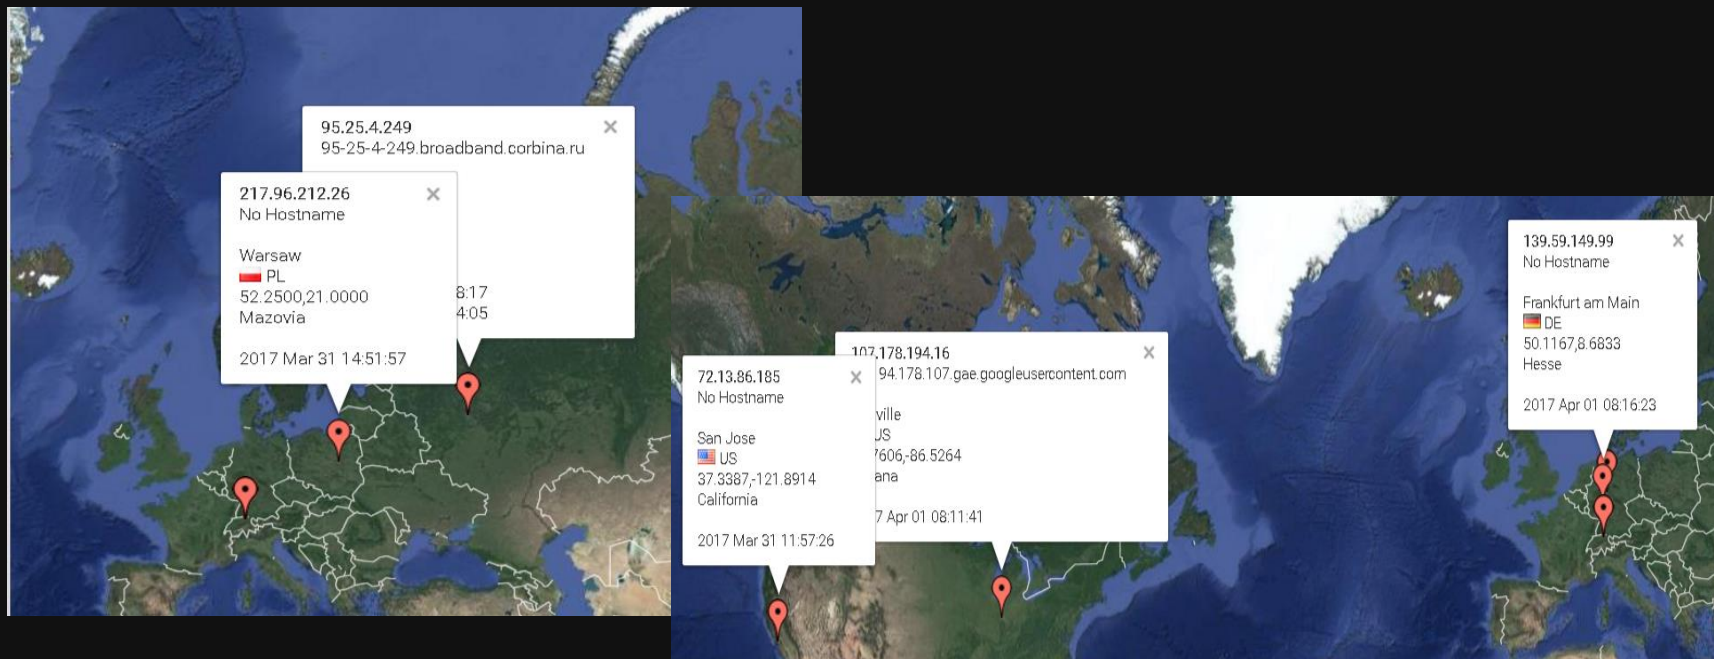 95.25.4.249
95-25-4-249.broadband.corbina.ru
8:17
4:05
217.96.212.26
No Hostname
Warsaw
PL
52.2500,21.0000
Mazovia
2017 Mar 31 14:51:57
139.59.149.99
No Hostname
Frankfurt am Main
DE
50.1167,8.6833
Hesse
2017 Apr 01 08:16:23
107.178.194.16
94.178.107.gae.googleusercontent.com
ville
US
7606,-86.5264
ana
7 Apr 01 08:11:41
72.13.86.185
No Hostname
San Jose
US
37.3387,-121.8914
California
2017 Mar 31 11:57:26